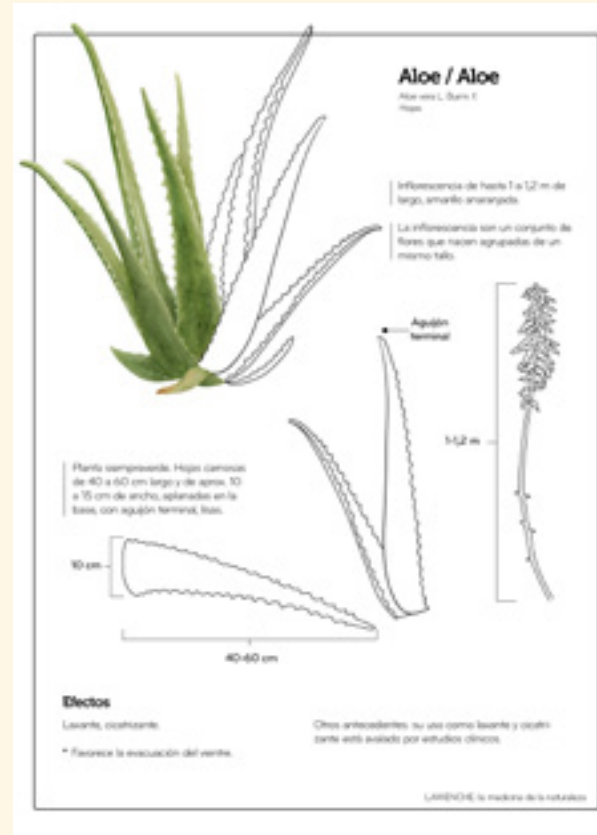 Aloe / Aloe
Aloe vera L. Burm. f.
Hojas
Inflorescencia de hasta 1 a 1,2 m de
largo, amarillo anaranjada.
La inflorescencia son un conjunto de
flores que nacen agrupadas de un
mismo tallo.
Aguijón
terminal
1-1,2 m
Planta siempreverde. Hojas carnosas
de 40 a 60 cm largo y de aprox. 10
a 15 cm de ancho, aplanadas en la
base, con aguijón terminal, lisas.
10 cm
40-60 cm
Efectos
Laxante, cicatrizante.
* Favorece la evacuación del vientre.
Otros antecedentes: su uso como laxante y cicatri-
zante está avalado por estudios clínicos.
LAWENCHE: la medicina de la naturaleza